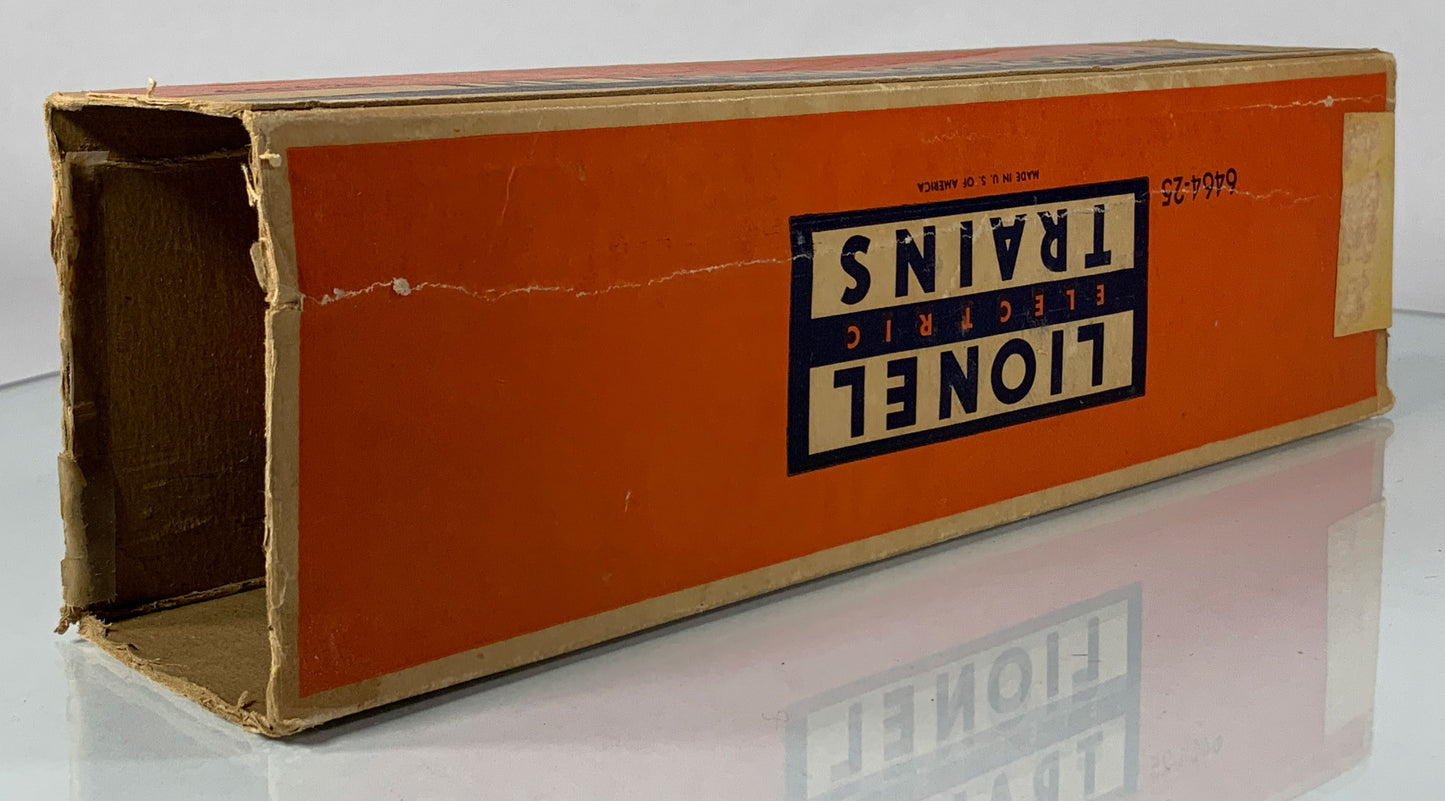 LIONEL
ELECTRIC
TRAINS
MADE IN U. S. OF AMERICA
6464-25